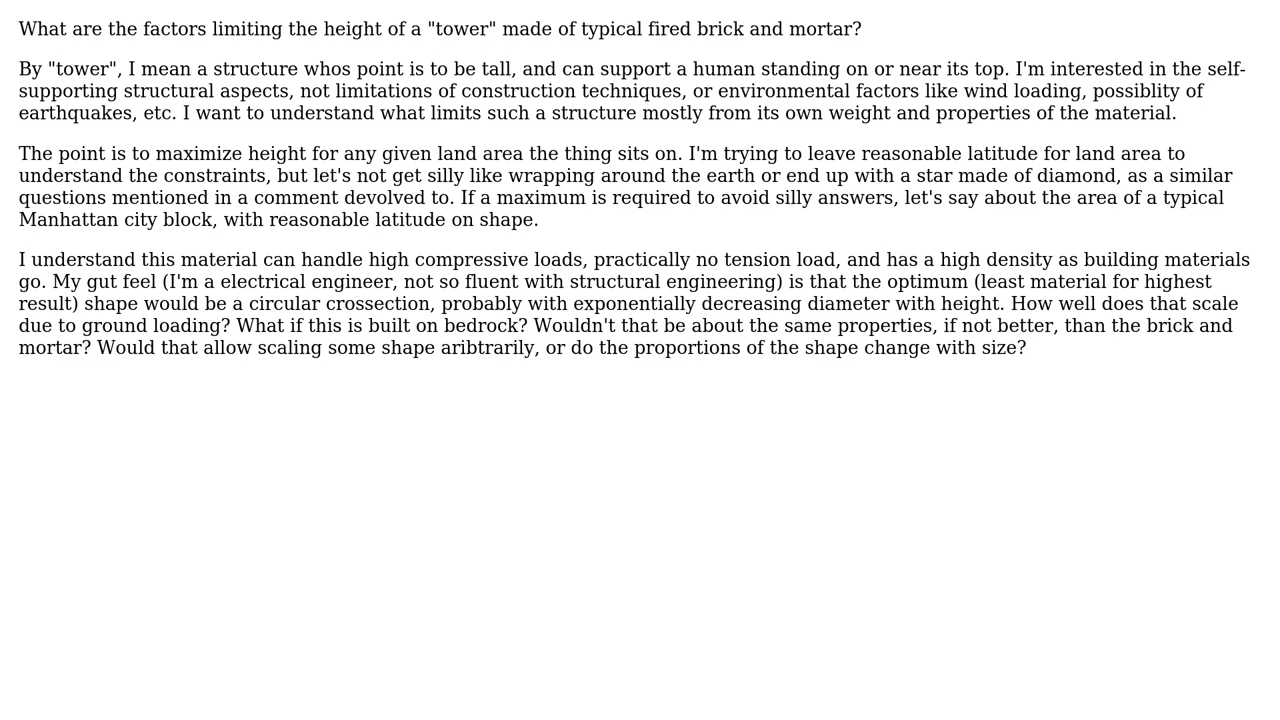 What are the factors limiting the height of a "tower" made of typical fired brick and mortar?
By "tower", I mean a structure whos point is to be tall, and can support a human standing on or near its top. I'm interested in the self-
supporting structural aspects, not limitations of construction techniques, or environmental factors like wind loading, possiblity of
earthquakes, etc. I want to understand what limits such a structure mostly from its own weight and properties of the material.
The point is to maximize height for any given land area the thing sits on. I'm trying to leave reasonable latitude for land area to
understand the constraints, but let's not get silly like wrapping around the earth or end up with a star made of diamond, as a similar
questions mentioned in a comment devolved to. If a maximum is required to avoid silly answers, let's say about the area of a typical
Manhattan city block, with reasonable latitude on shape.
I understand this material can handle high compressive loads, practically no tension load, and has a high density as building materials
go. My gut feel (I'm a electrical engineer, not so fluent with structural engineering) is that the optimum (least material for highest
result) shape would be a circular crossection, probably with exponentially decreasing diameter with height. How well does that scale
due to ground loading? What if this is built on bedrock? Wouldn't that be about the same properties, if not better, than the brick and
mortar? Would that allow scaling some shape aribtrarily, or do the proportions of the shape change with size?